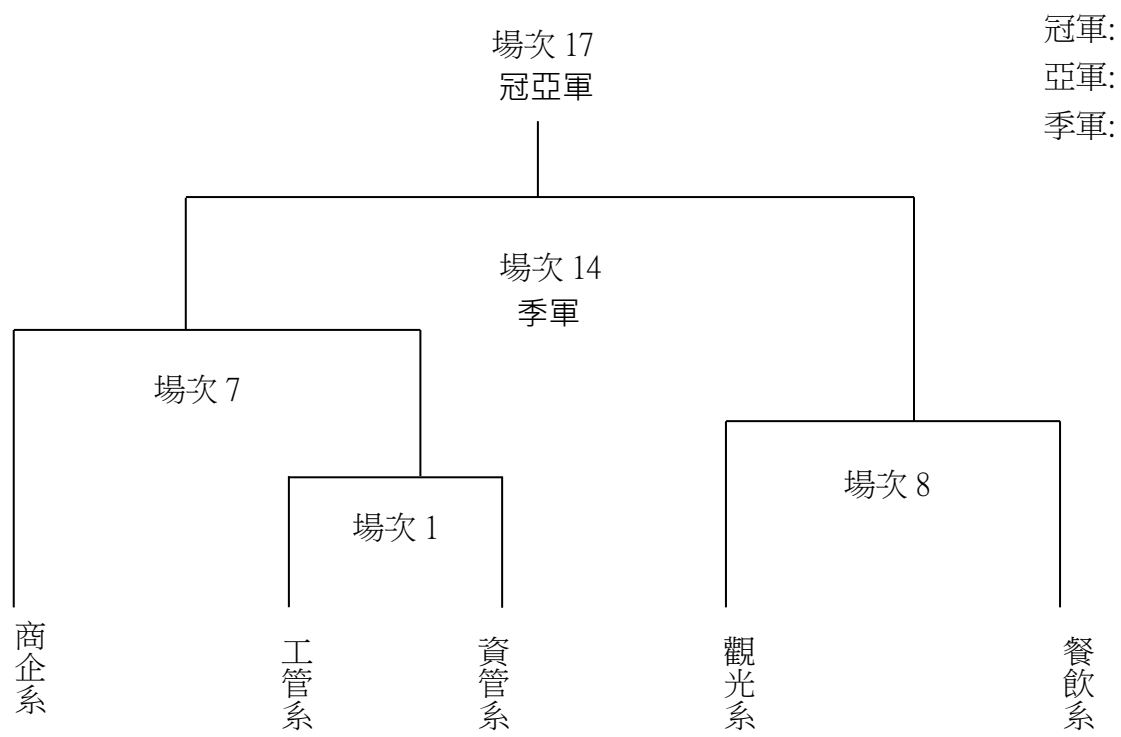 冠軍:
亞軍:
季軍:
場次 17
冠亞軍
場次 14
季軍
場次 7
場次 8
場次 1
商企系
工管系
資管系
觀光系
餐飲系